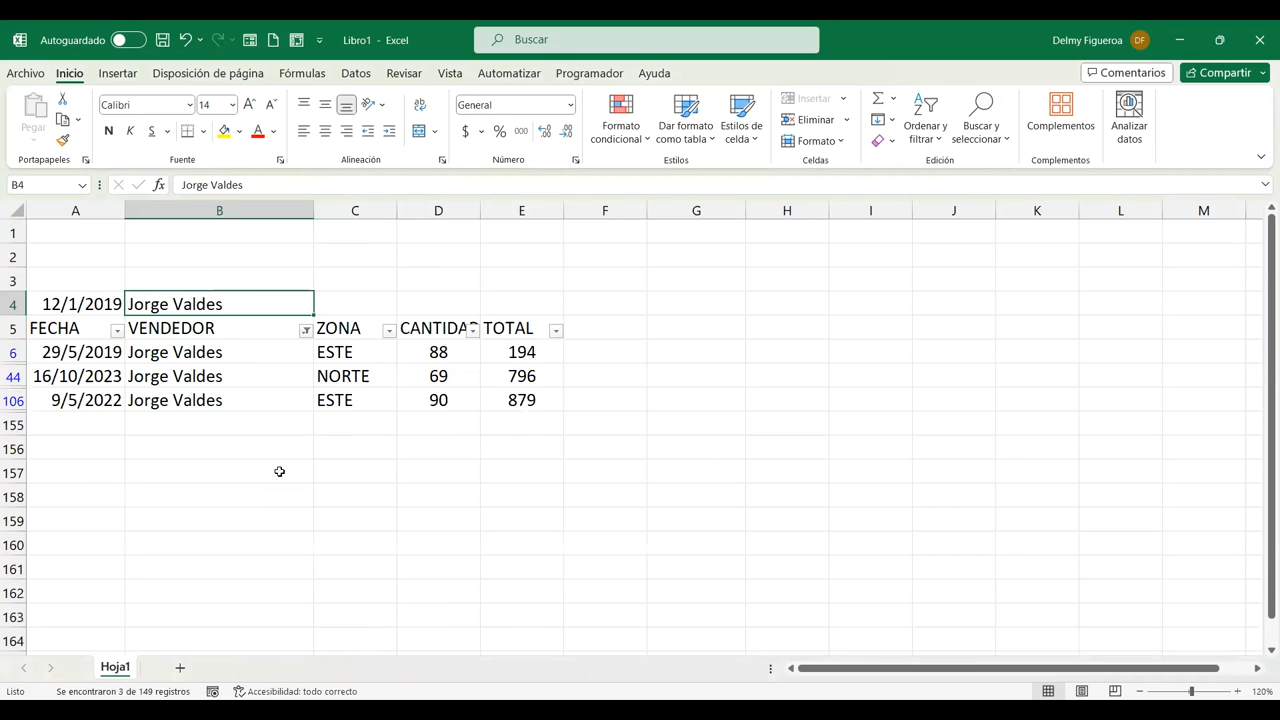 Autoguardado Libro1 - Excel Buscar Delmy Figueroa DF
Archivo Inicio Insertar Disposición de página Fórmulas Datos Revisar Vista Automatizar Programador Ayuda Comentarios Compartir
Pegar Calibri 14 General Formato condicional Dar formato como tabla Estilos de celda Insertar Eliminar Formato Ordenar y filtrar Buscar y seleccionar Complementos Analizar datos
Portapapeles Fuente Alineación Número Estilos Celdas Edición Complementos
B4 fx Jorge Valdes
A B C D E F G H I J K L M
1
2
3
4 12/1/2019 Jorge Valdes
5 FECHA VENDEDOR ZONA CANTIDAD TOTAL
6 29/5/2019 Jorge Valdes ESTE 88 194
44 16/10/2023 Jorge Valdes NORTE 69 796
106 9/5/2022 Jorge Valdes ESTE 90 879
155
156
157
158
159
160
161
162
163
164
Hoja1
Listo Se encontraron 3 de 149 registros Accesibilidad: todo correcto 120%